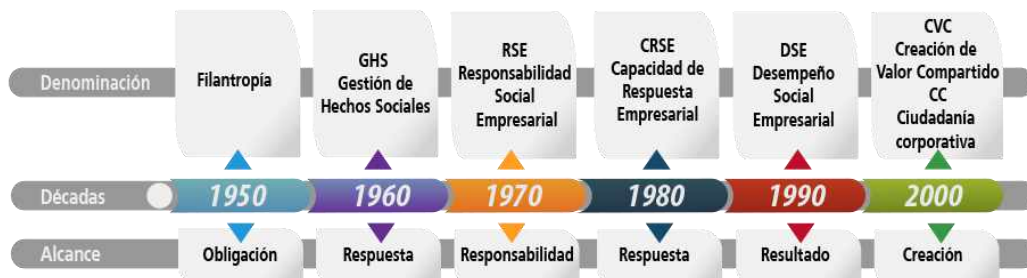 Denominación
Filantropía
GHS
Gestión de
Hechos Sociales
RSE
Responsabilidad
Social
Empresarial
CRSE
Capacidad de
Respuesta
Empresarial
DSE
Desempeño
Social
Empresarial
CVC
Creación de
Valor Compartido
CC
Ciudadanía
corporativa
Décadas
1950
1960
1970
1980
1990
2000
Alcance
Obligación
Respuesta
Responsabilidad
Respuesta
Resultado
Creación